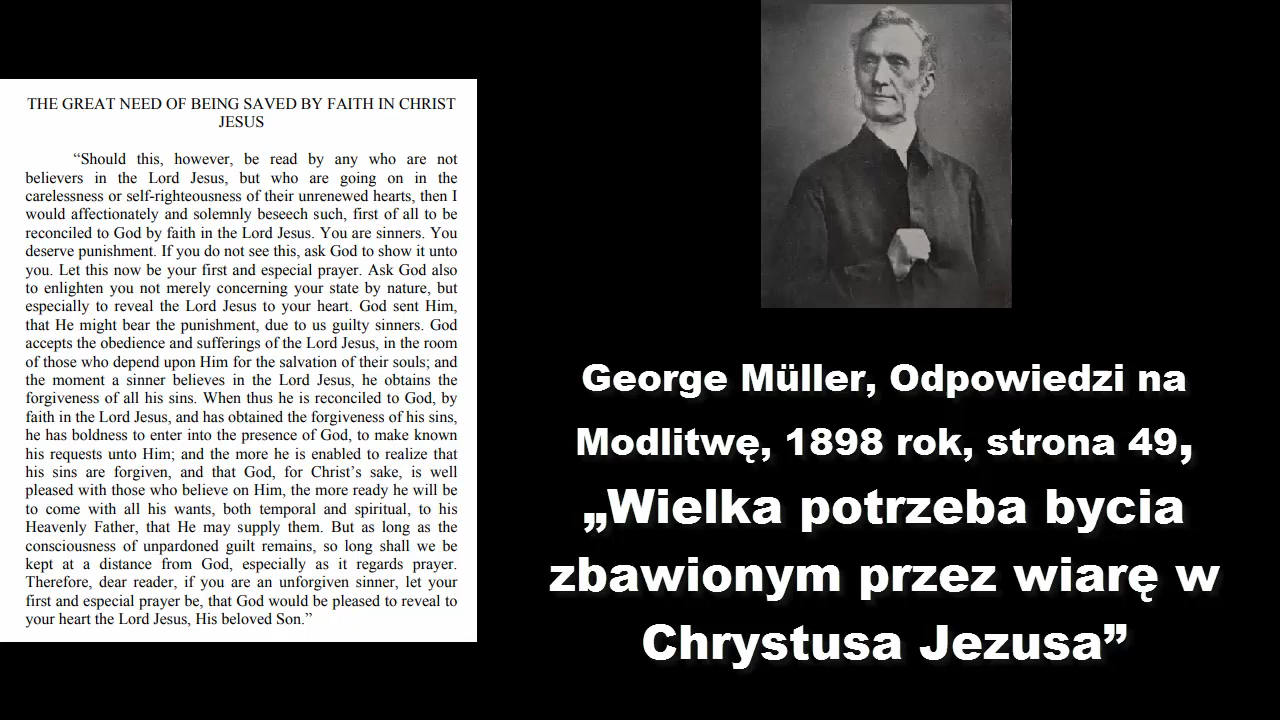 THE GREAT NEED OF BEING SAVED BY FAITH IN CHRIST
JESUS
“Should this, however, be read by any who are not
believers in the Lord Jesus, but who are going on in the
carelessness or self-righteousness of their unrenewed hearts, then I
would affectionately and solemnly beseech such, first of all to be
reconciled to God by faith in the Lord Jesus. You are sinners. You
deserve punishment. If you do not see this, ask God to show it unto
you. Let this now be your first and especial prayer. Ask God also
to enlighten you not merely concerning your state by nature, but
especially to reveal the Lord Jesus to your heart. God sent Him,
that He might bear the punishment, due to us guilty sinners. God
accepts the obedience and sufferings of the Lord Jesus, in the room
of those who depend upon Him for the salvation of their souls; and
the moment a sinner believes in the Lord Jesus, he obtains the
forgiveness of all his sins. When thus he is reconciled to God, by
faith in the Lord Jesus, and has obtained the forgiveness of his sins,
he has boldness to enter into the presence of God, to make known
his requests unto Him; and the more he is enabled to realize that
his sins are forgiven, and that God, for Christ’s sake, is well
pleased with those who believe on Him, the more ready he will be
to come with all his wants, both temporal and spiritual, to his
Heavenly Father, that He may supply them. But as long as the
consciousness of unpardoned guilt remains, so long shall we be
kept at a distance from God, especially as it regards prayer.
Therefore, dear reader, if you are an unforgiven sinner, let your
first and especial prayer be, that God would be pleased to reveal to
your heart the Lord Jesus, His beloved Son.”
George Müller, Odpowiedzi na
Modlitwę, 1898 rok, strona 49,
„Wielka potrzeba bycia
zbawionym przez wiarę w
Chrystusa Jezusa”